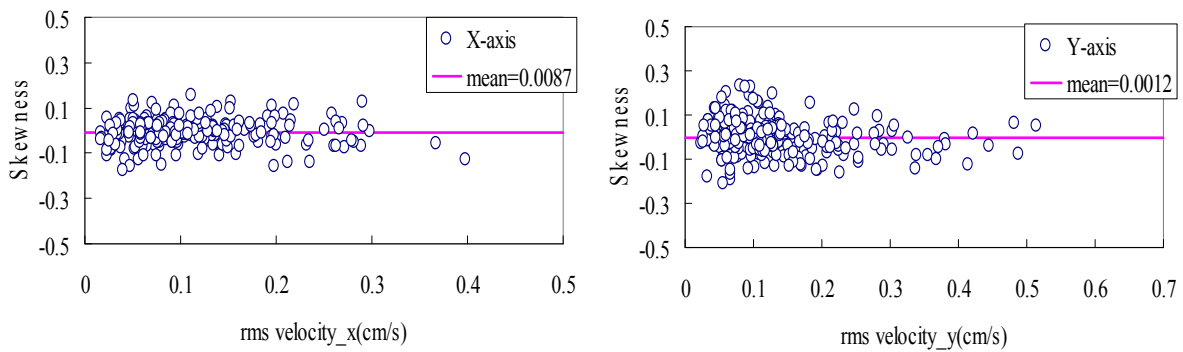 0.5
0.3
0.1
-0.1
-0.3
-0.5
Skewness
X-axis
mean=0.0087
0 0.1 0.2 0.3 0.4 0.5
rms velocity_x(cm/s)
0.5
0.3
0.1
-0.1
-0.3
-0.5
Skewness
Y-axis
mean=0.0012
0 0.1 0.2 0.3 0.4 0.5 0.6 0.7
rms velocity_y(cm/s)